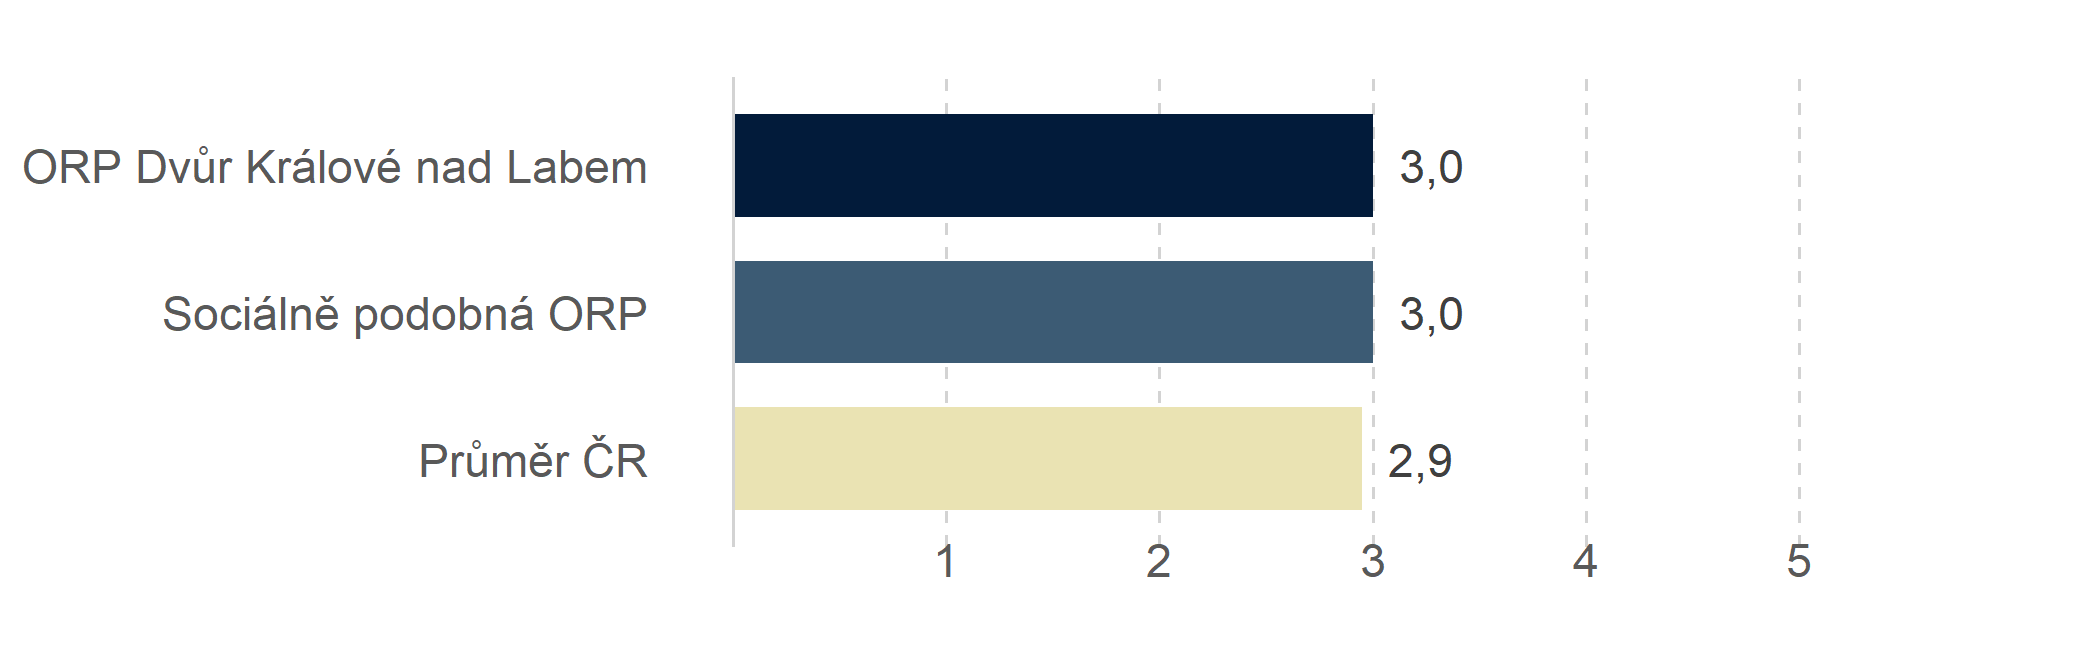 ORP Dvůr Králové nad Labem 3,0
Sociálně podobná ORP 3,0
Průměr ČR 2,9
1 2 3 4 5